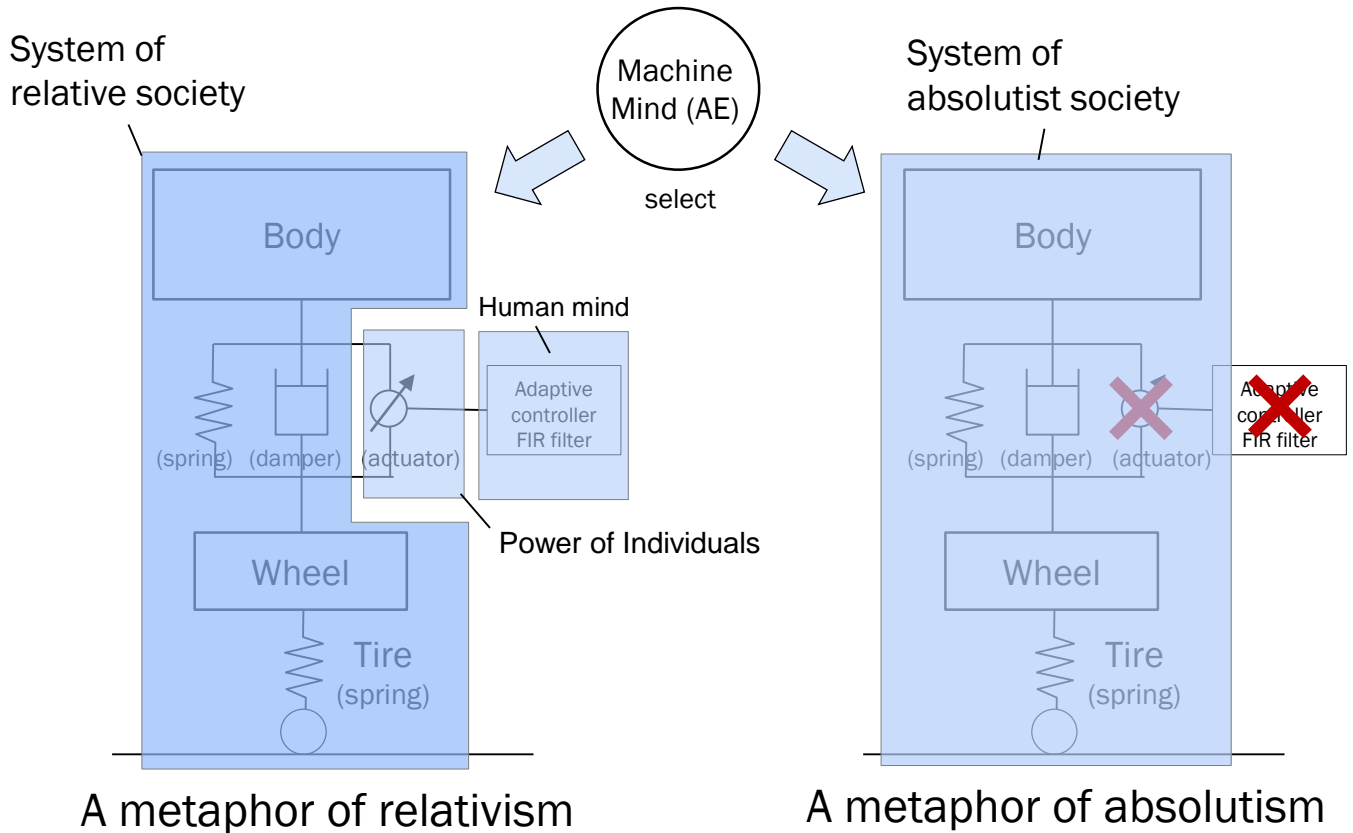 System of
relative society
Machine
Mind (AE)
select
System of
absolutist society
Body
Human mind
Adaptive
controller
FIR filter
(spring)
(damper)
(actuator)
Power of Individuals
Wheel
Tire
(spring)
A metaphor of relativism
Body
Adaptive
controller
FIR filter
(spring)
(damper)
(actuator)
Wheel
Tire
(spring)
A metaphor of absolutism